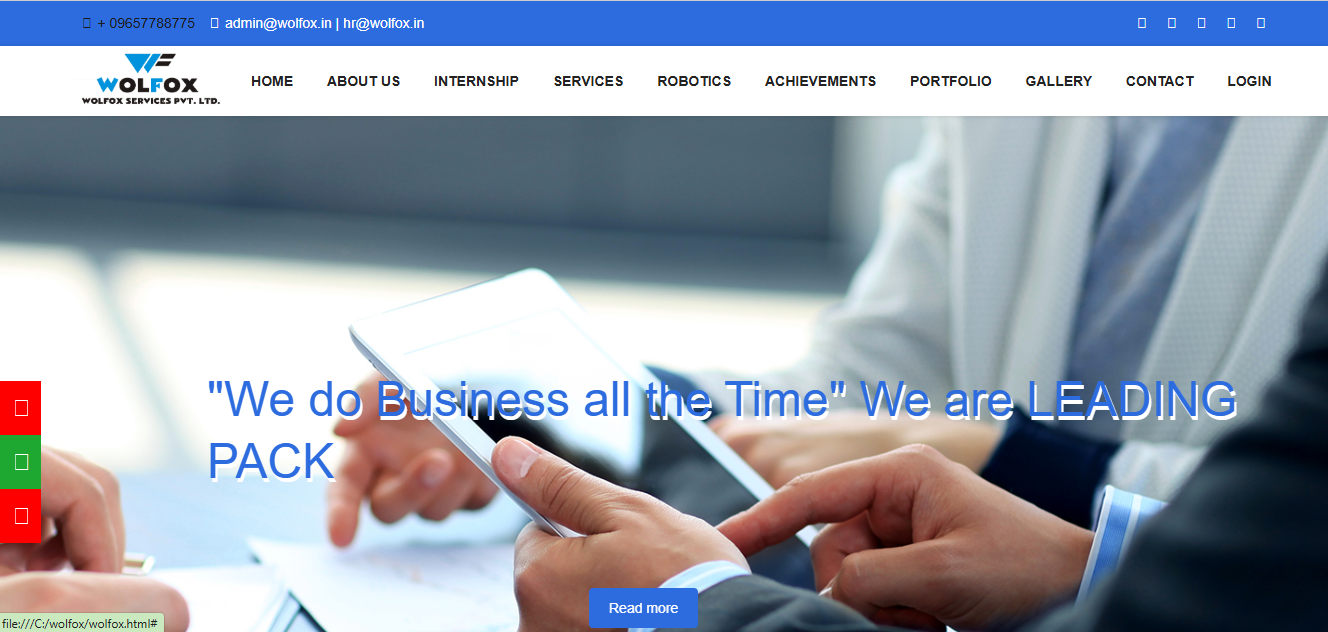 + 09657788775 admin@wolfox.in | hr@wolfox.in
WOLFOX
WOLFOX SERVICES PVT. LTD.
HOME ABOUT US INTERNSHIP SERVICES ROBOTICS ACHIEVEMENTS PORTFOLIO GALLERY CONTACT LOGIN
"We do Business all the Time" We are LEADING
PACK
Read more
file:///C:/wolfox/wolfox.html#